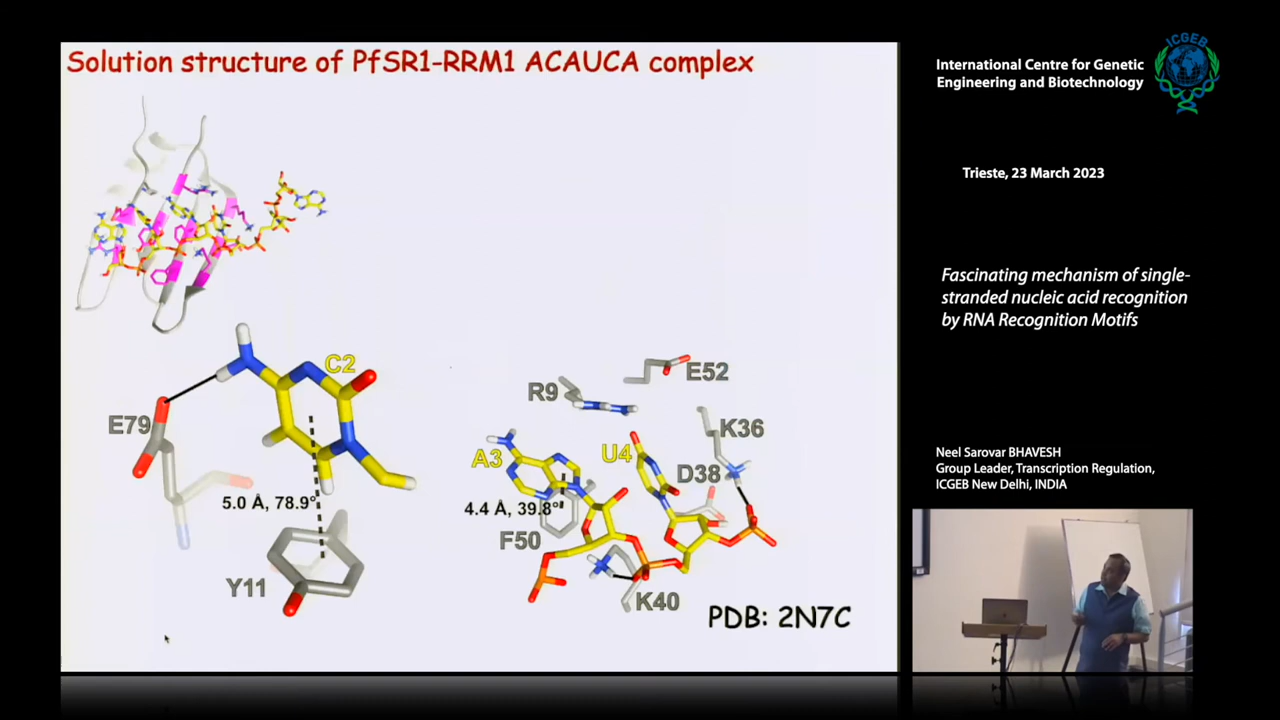 Solution structure of PfSR1-RRM1 ACAUCA complex
C2
E79
5.0 Å, 78.9°
Y11
E52
R9
K36
A3
U4
D38
4.4 Å, 39.8°
F50
K40
PDB: 2N7C
International Centre for Genetic
Engineering and Biotechnology
ICGEB
Trieste, 23 March 2023
Fascinating mechanism of single-
stranded nucleic acid recognition
by RNA Recognition Motifs
Neel Sarovar BHAVESH
Group Leader, Transcription Regulation,
ICGEB New Delhi, INDIA